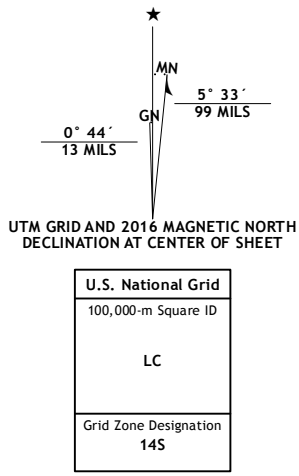 ★
MN
GN
5° 33´
99 MILS
0° 44´
13 MILS
UTM GRID AND 2016 MAGNETIC NORTH
DECLINATION AT CENTER OF SHEET
U.S. National Grid
100,000-m Square ID
LC
Grid Zone Designation
14S